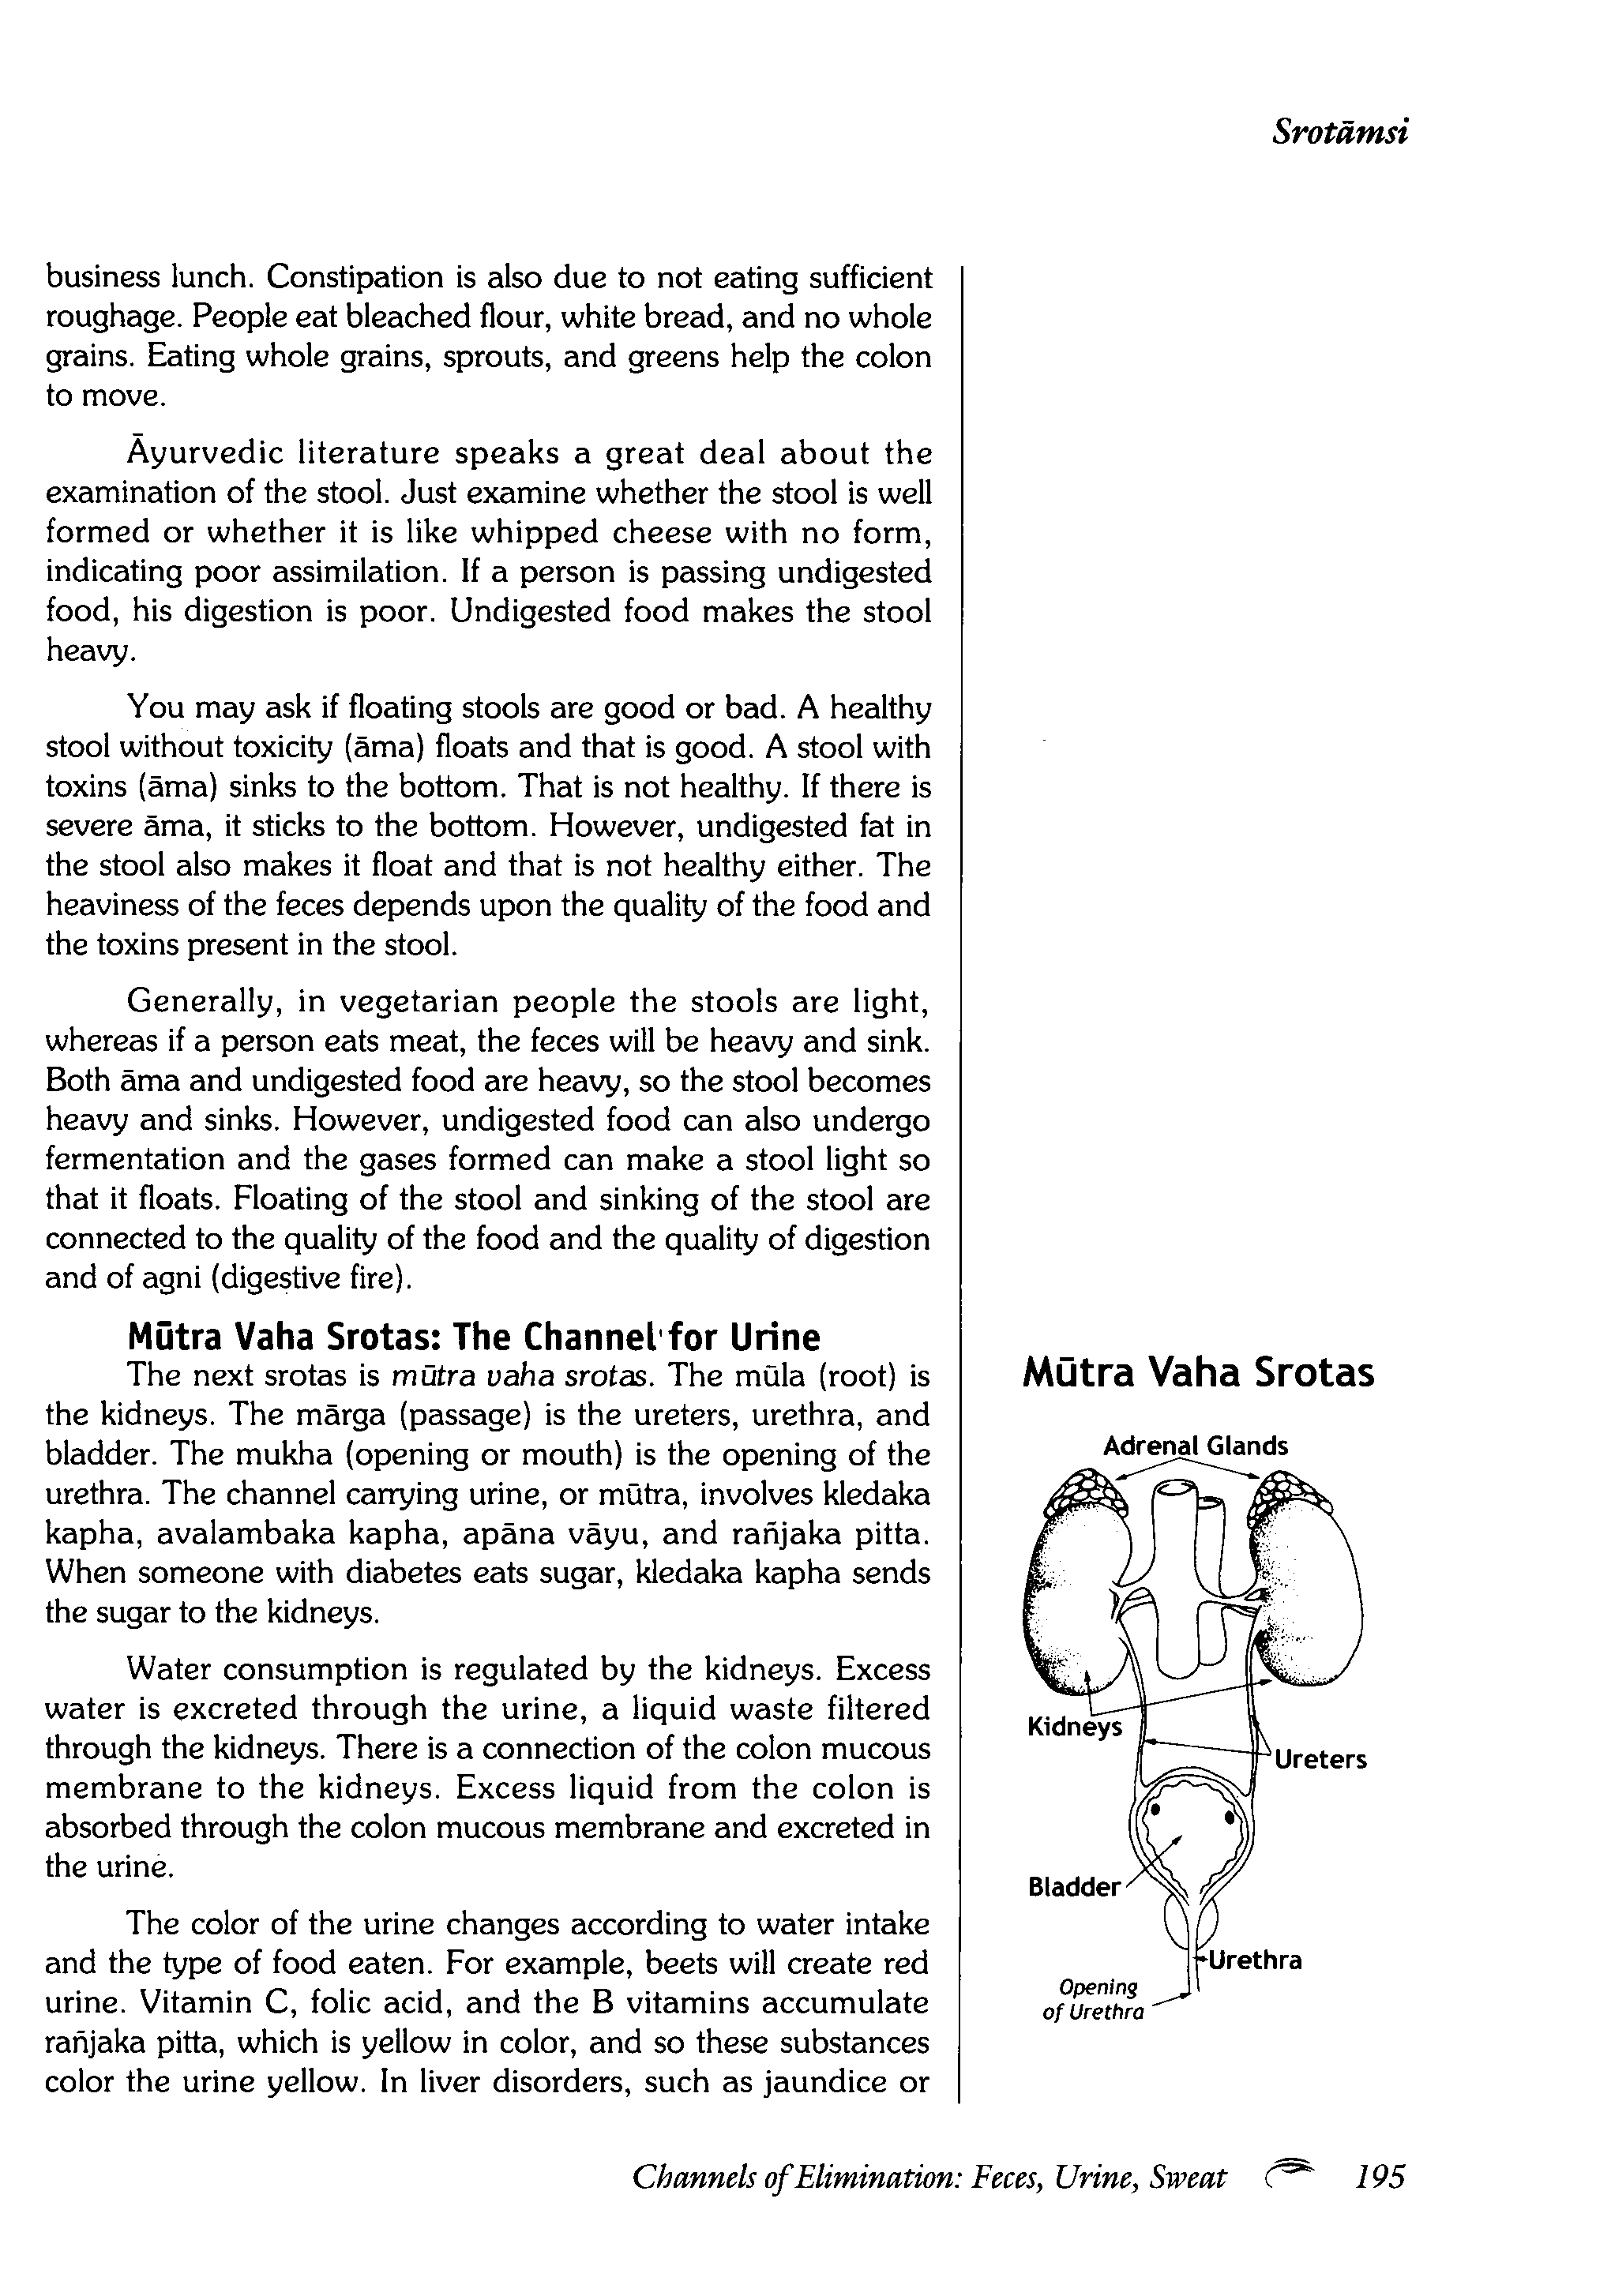 Srotāmsi
business lunch. Constipation is also due to not eating sufficient
roughage. People eat bleached flour, white bread, and no whole
grains. Eating whole grains, sprouts, and greens help the colon
to move.
Āyurvedic literature speaks a great deal about the
examination of the stool. Just examine whether the stool is well
formed or whether it is like whipped cheese with no form,
indicating poor assimilation. If a person is passing undigested
food, his digestion is poor. Undigested food makes the stool
heavy.
You may ask if floating stools are good or bad. A healthy
stool without toxicity (āma) floats and that is good. A stool with
toxins (āma) sinks to the bottom. That is not healthy. If there is
severe āma, it sticks to the bottom. However, undigested fat in
the stool also makes it float and that is not healthy either. The
heaviness of the feces depends upon the quality of the food and
the toxins present in the stool.
Generally, in vegetarian people the stools are light,
whereas if a person eats meat, the feces will be heavy and sink.
Both āma and undigested food are heavy, so the stool becomes
heavy and sinks. However, undigested food can also undergo
fermentation and the gases formed can make a stool light so
that it floats. Floating of the stool and sinking of the stool are
connected to the quality of the food and the quality of digestion
and of agni (digestive fire).
Mūtra Vaha Srotas: The Channel for Urine
The next srotas is mūtra vaha srotas. The mūla (root) is
the kidneys. The mārga (passage) is the ureters, urethra, and
bladder. The mukha (opening or mouth) is the opening of the
urethra. The channel carrying urine, or mūtra, involves kledaka
kapha, avalambaka kapha, apāna vāyu, and rañjaka pitta.
When someone with diabetes eats sugar, kledaka kapha sends
the sugar to the kidneys.
Water consumption is regulated by the kidneys. Excess
water is excreted through the urine, a liquid waste filtered
through the kidneys. There is a connection of the colon mucous
membrane to the kidneys. Excess liquid from the colon is
absorbed through the colon mucous membrane and excreted in
the urine.
The color of the urine changes according to water intake
and the type of food eaten. For example, beets will create red
urine. Vitamin C, folic acid, and the B vitamins accumulate
rañjaka pitta, which is yellow in color, and so these substances
color the urine yellow. In liver disorders, such as jaundice or
Mūtra Vaha Srotas
Adrenal Glands
Kidneys
Ureters
Bladder
Urethra
Opening
of Urethra
Channels of Elimination: Feces, Urine, Sweat 195